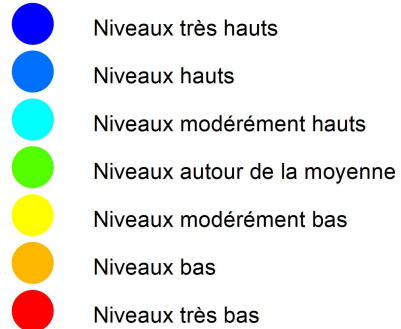 Niveaux très hauts
Niveaux hauts
Niveaux modérément hauts
Niveaux autour de la moyenne
Niveaux modérément bas
Niveaux bas
Niveaux très bas